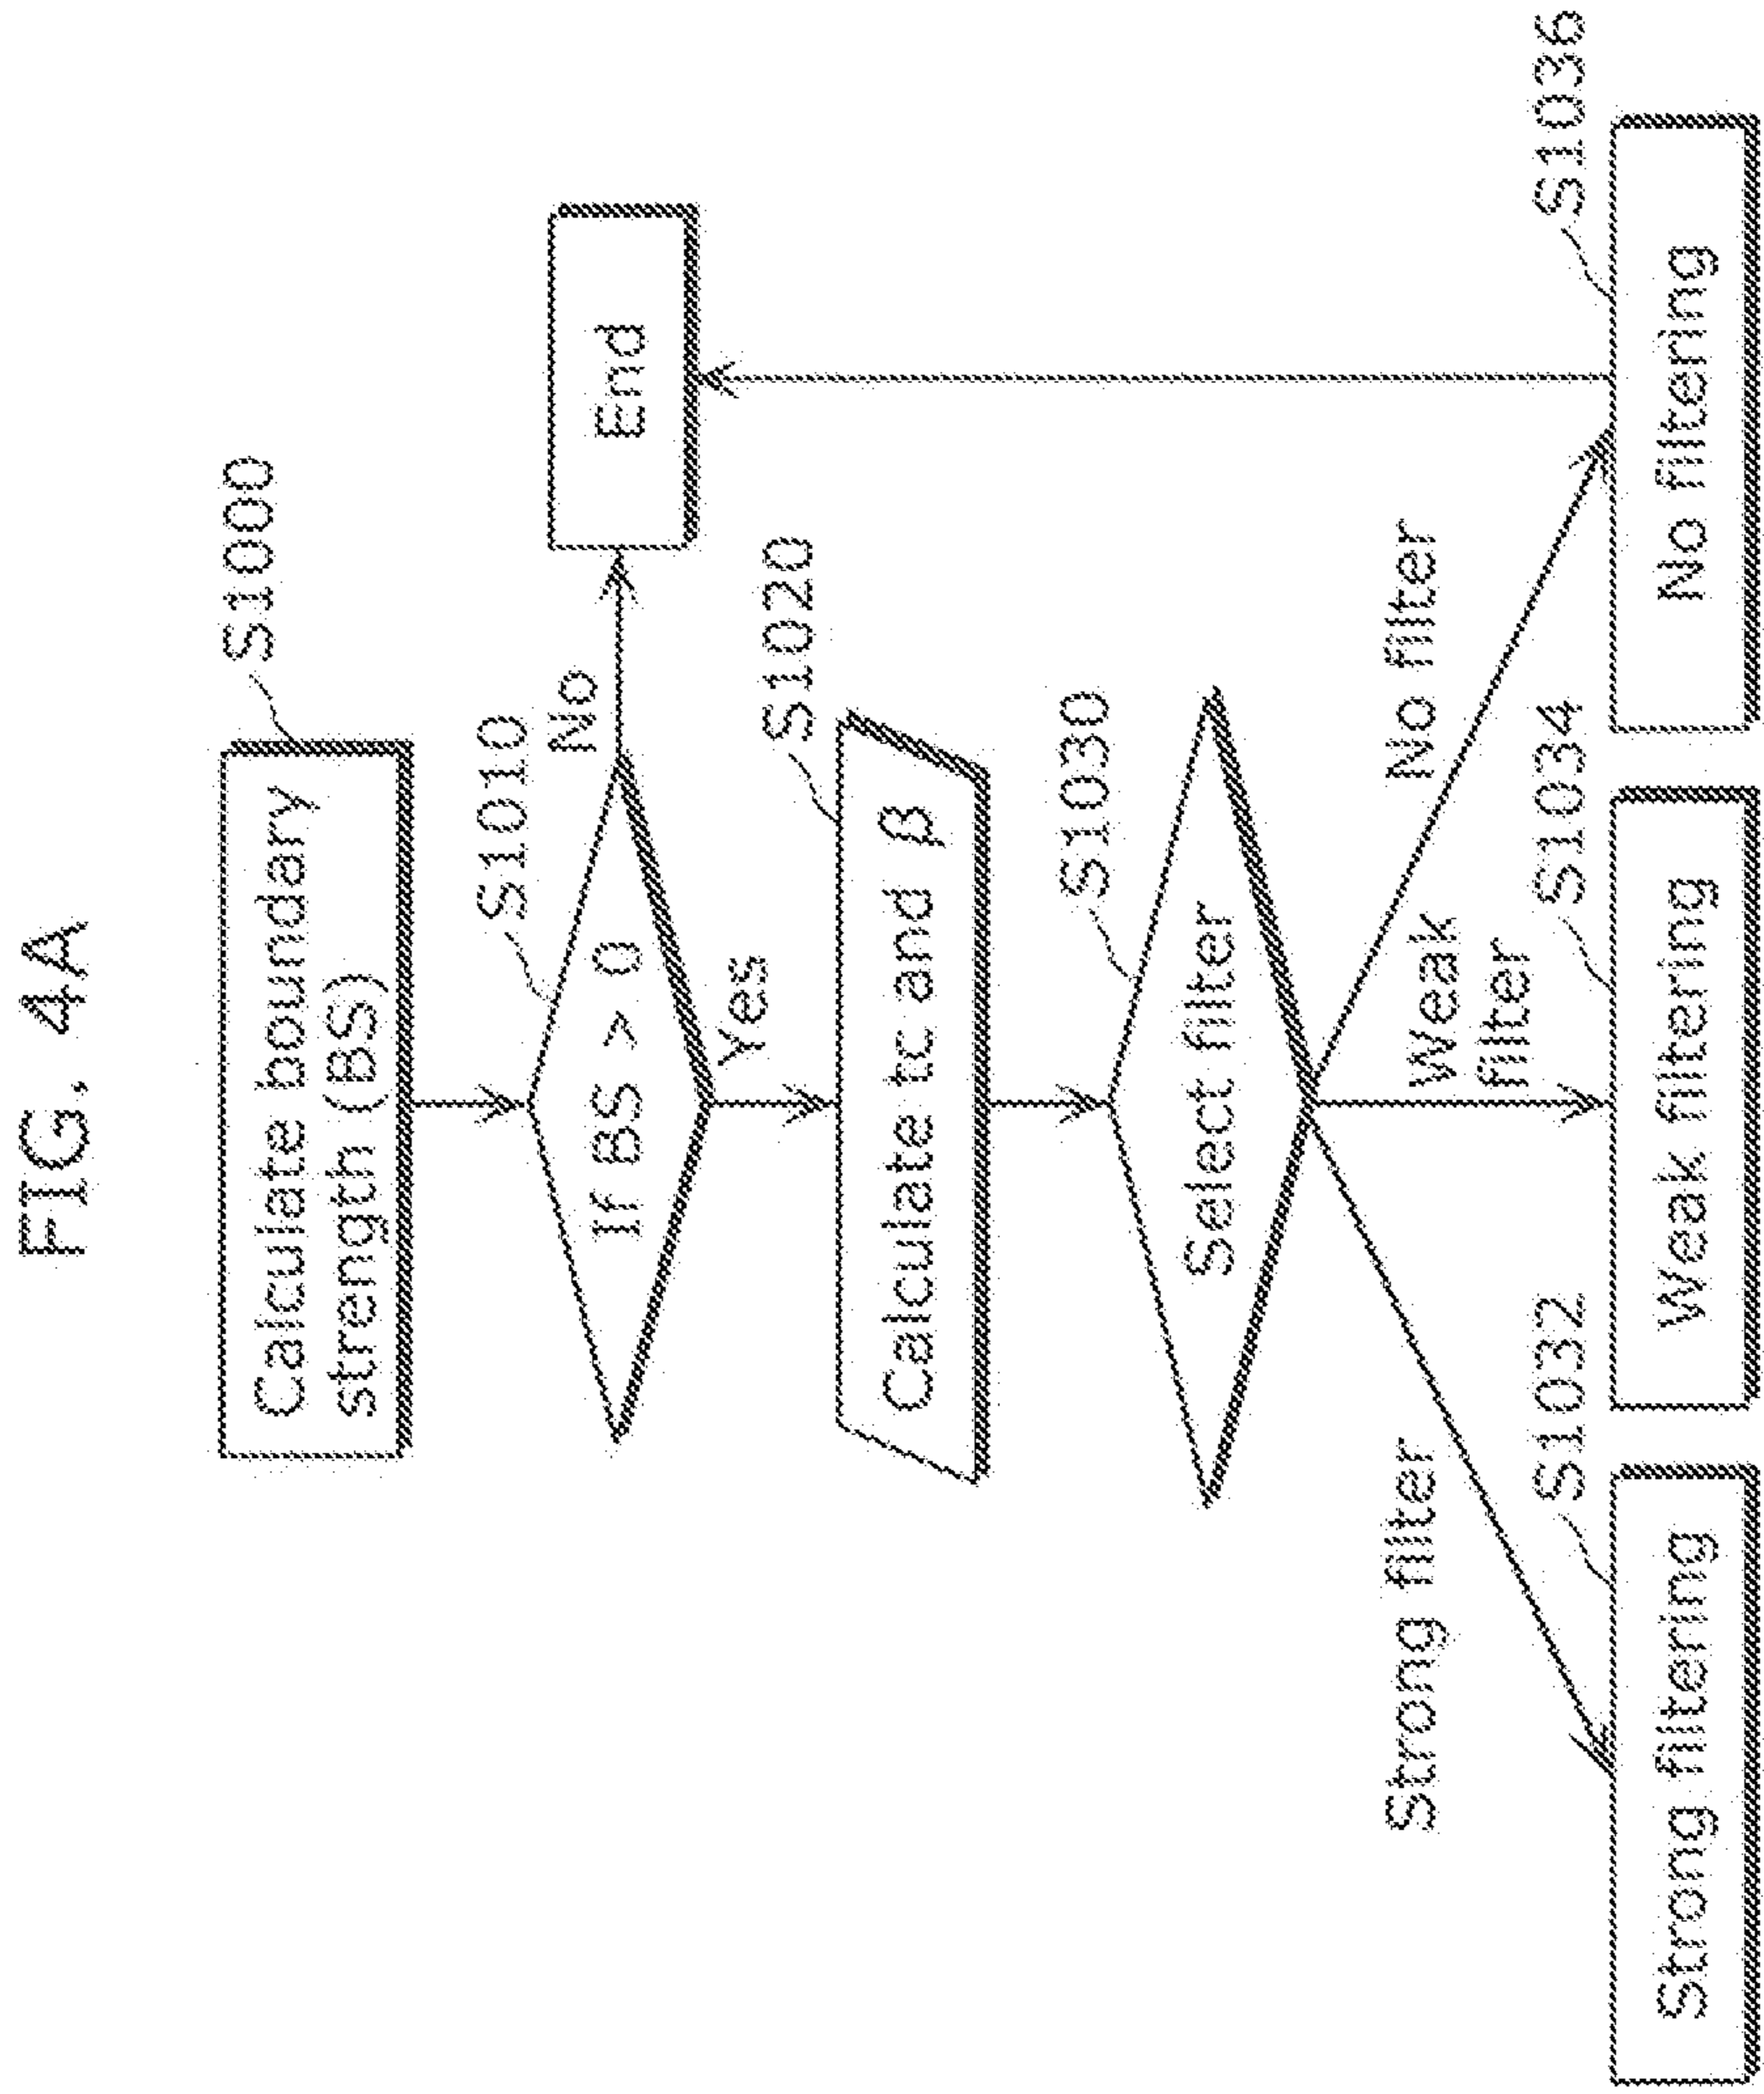 FIG. 4A
S1000
Calculate boundary
strength (BS)
S1010
If BS > 0
No
End
Yes
S1020
Calculate tc and β
S1030
Select filter
Strong filter
Weak
filter
No filter
S1032
Strong filtering
S1034
Weak filtering
S1036
No filtering